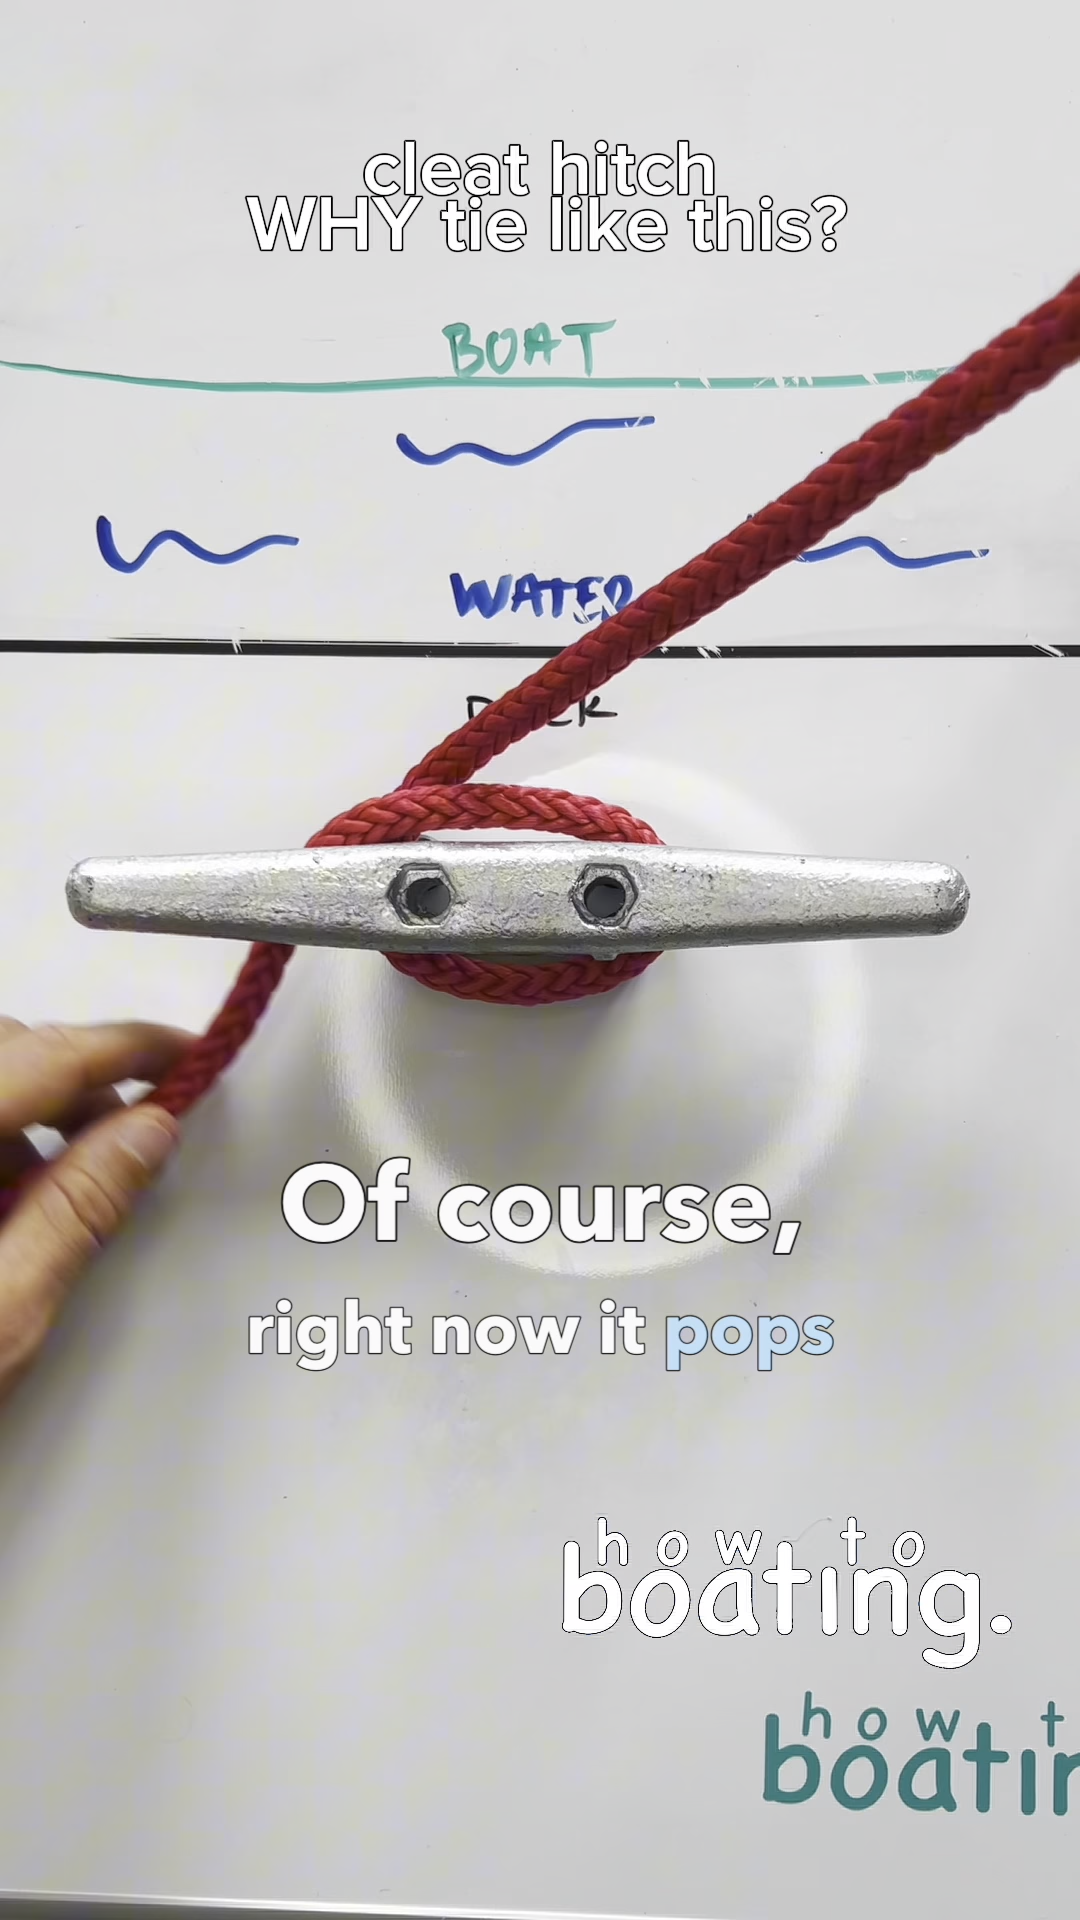 cleat hitch
WHY tie like this?
BOAT
WATER
Of course,
right now it pops
how to
boating.